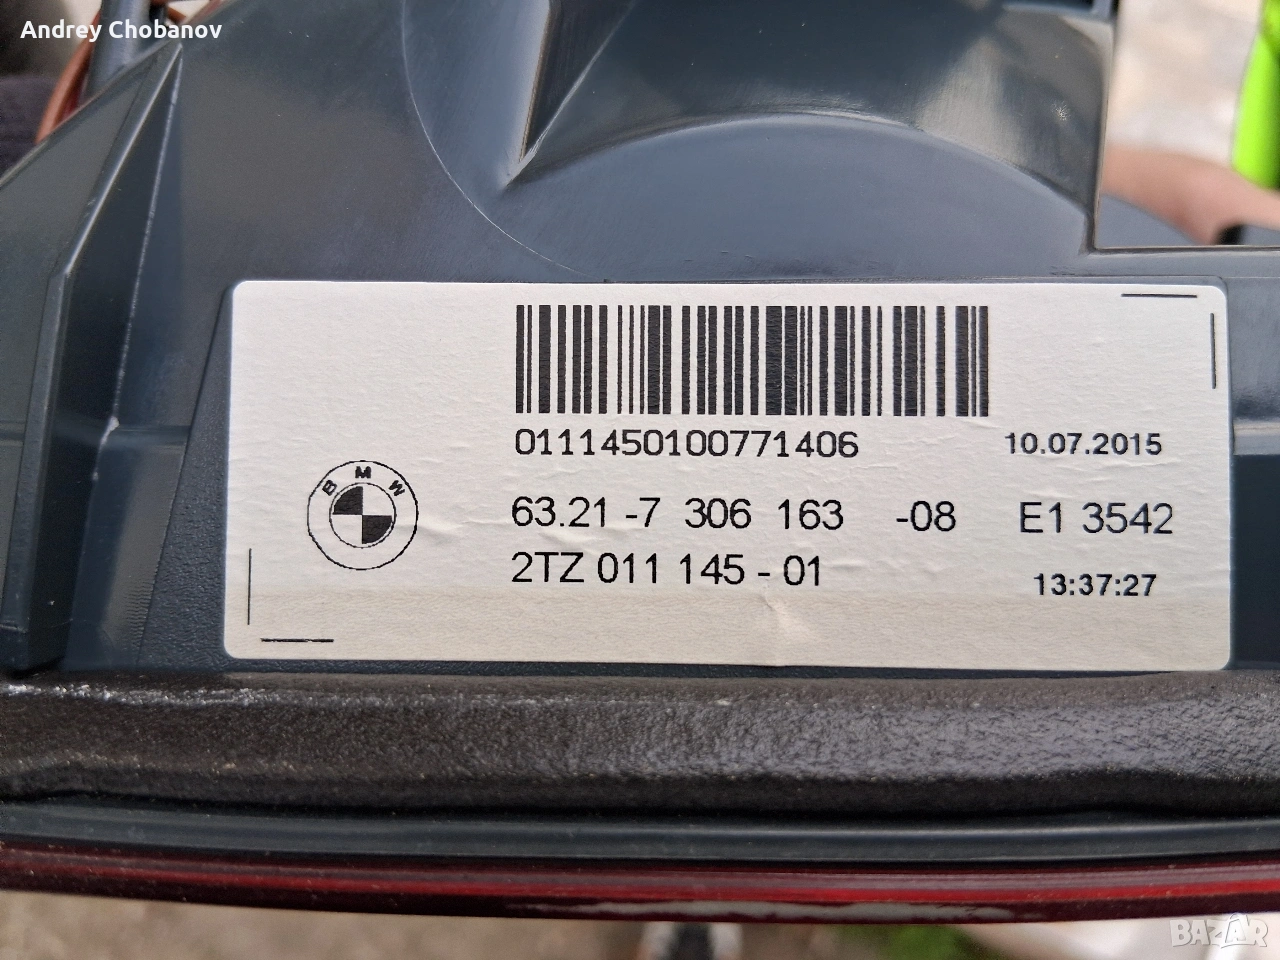 Andrey Chobanov
0111450100771406
10.07.2015
BMW
63.21 -7 306 163 -08 E1 3542
2TZ 011 145 - 01
13:37:27
BAZAR